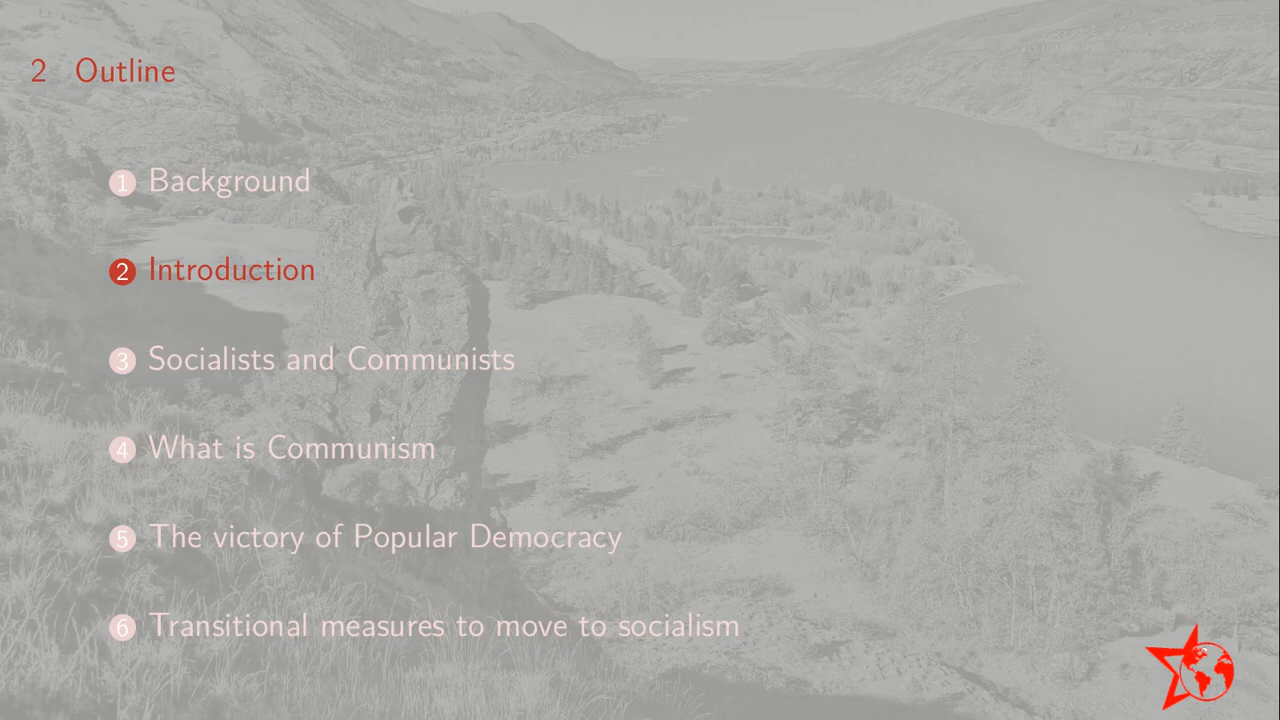 2 Outline
1 Background
2 Introduction
3 Socialists and Communists
4 What is Communism
5 The victory of Popular Democracy
6 Transitional measures to move to socialism